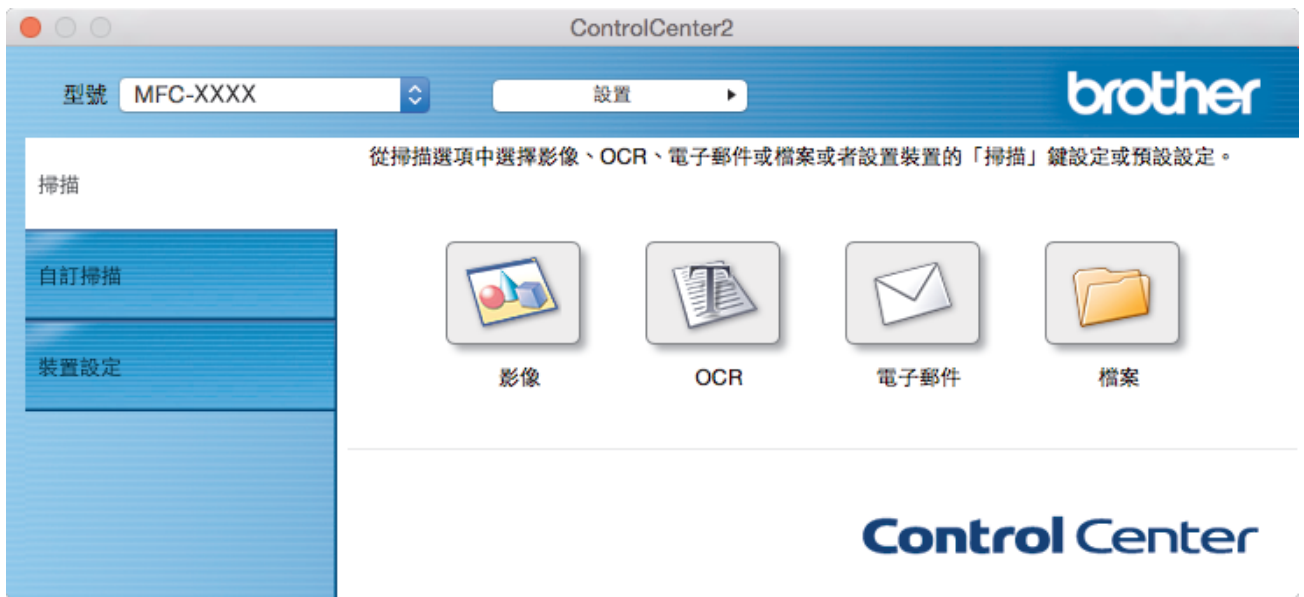 ControlCenter2
型號 MFC-XXXX 設置 brother
從掃描選項中選擇影像、OCR、電子郵件或檔案或者設置裝置的「掃描」鍵設定或預設設定。
掃描
自訂掃描
裝置設定
影像 OCR 電子郵件 檔案
Control Center